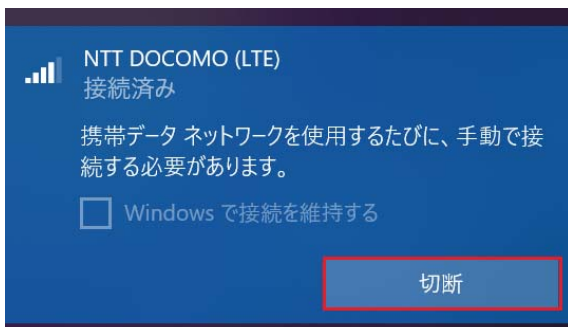 NTT DOCOMO (LTE)
接続済み
携帯データ ネットワークを使用するたびに、手動で接
続する必要があります。
Windows で接続を維持する
切断